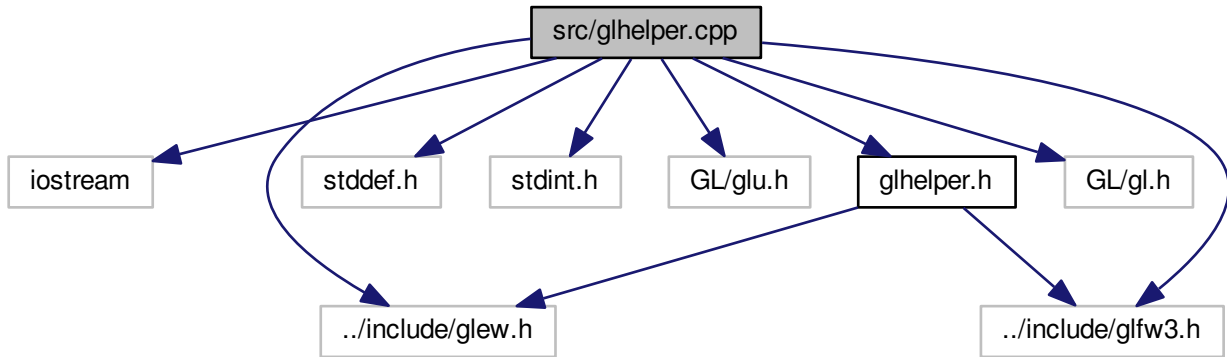 src/glhelper.cpp
iostream
stddef.h
stdint.h
GL/glu.h
glhelper.h
GL/gl.h
../include/glew.h
../include/glfw3.h